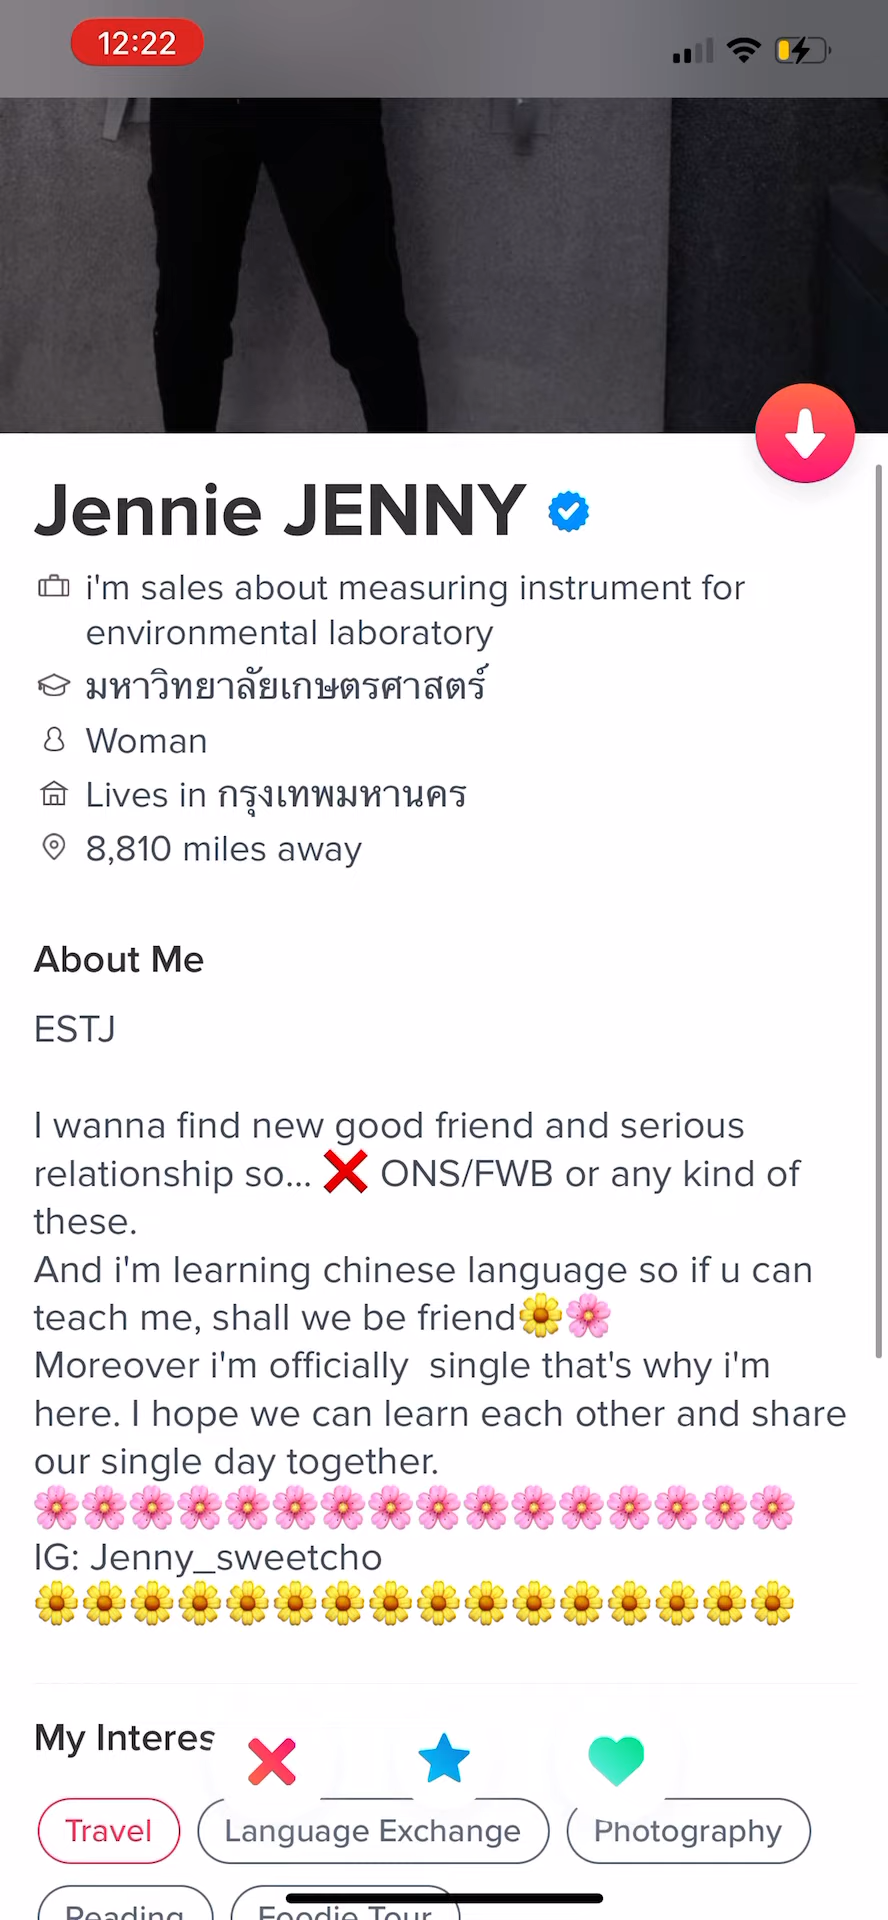 12:22
Jennie JENNY
i'm sales about measuring instrument for
environmental laboratory
มหาวิทยาลัยเกษตรศาสตร์
Woman
Lives in กรุงเทพมหานคร
8,810 miles away
About Me
ESTJ
I wanna find new good friend and serious
relationship so... ❌ ONS/FWB or any kind of
these.
And i'm learning chinese language so if u can
teach me, shall we be friend🌼🌸
Moreover i'm officially  single that's why i'm
here. I hope we can learn each other and share
our single day together.
🌸🌸🌸🌸🌸🌸🌸🌸🌸🌸🌸🌸🌸🌸🌸🌸
IG: Jenny_sweetcho
🌼🌼🌼🌼🌼🌼🌼🌼🌼🌼🌼🌼🌼🌼🌼🌼
My Interes
Travel Language Exchange Photography
Reading Foodie Tour